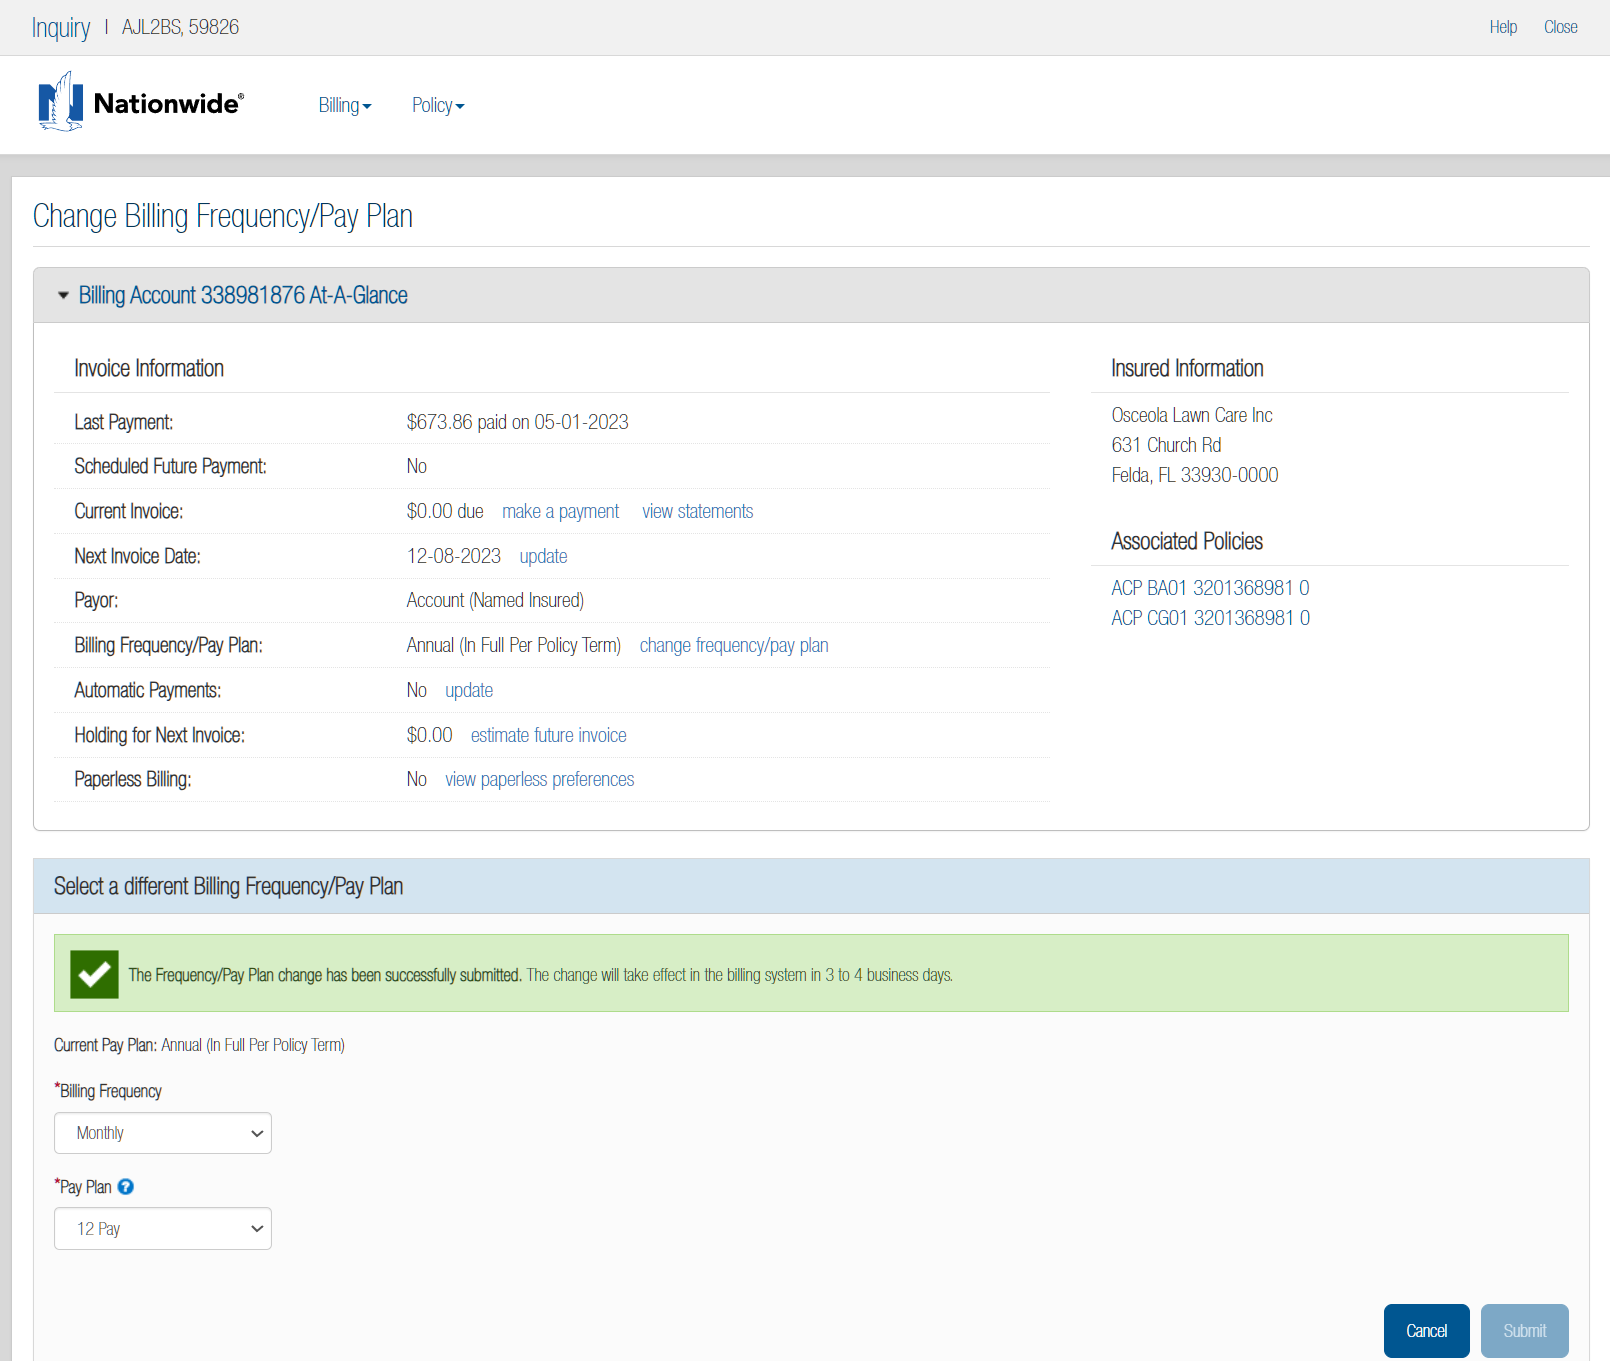 Inquiry | AJL2BS, 59826
Help Close
Nationwide®
Billing Policy
Change Billing Frequency/Pay Plan
Billing Account 338981876 At-A-Glance
Invoice Information
Last Payment: $673.86 paid on 05-01-2023
Scheduled Future Payment: No
Current Invoice: $0.00 due make a payment view statements
Next Invoice Date: 12-08-2023 update
Payor: Account (Named Insured)
Billing Frequency/Pay Plan: Annual (In Full Per Policy Term) change frequency/pay plan
Automatic Payments: No update
Holding for Next Invoice: $0.00 estimate future invoice
Paperless Billing: No view paperless preferences
Insured Information
Osceola Lawn Care Inc
631 Church Rd
Felda, FL 33930-0000
Associated Policies
ACP BA01 3201368981 0
ACP CG01 3201368981 0
Select a different Billing Frequency/Pay Plan
The Frequency/Pay Plan change has been successfully submitted. The change will take effect in the billing system in 3 to 4 business days.
Current Pay Plan: Annual (In Full Per Policy Term)
*Billing Frequency
Monthly
*Pay Plan ?
12 Pay
Cancel Submit